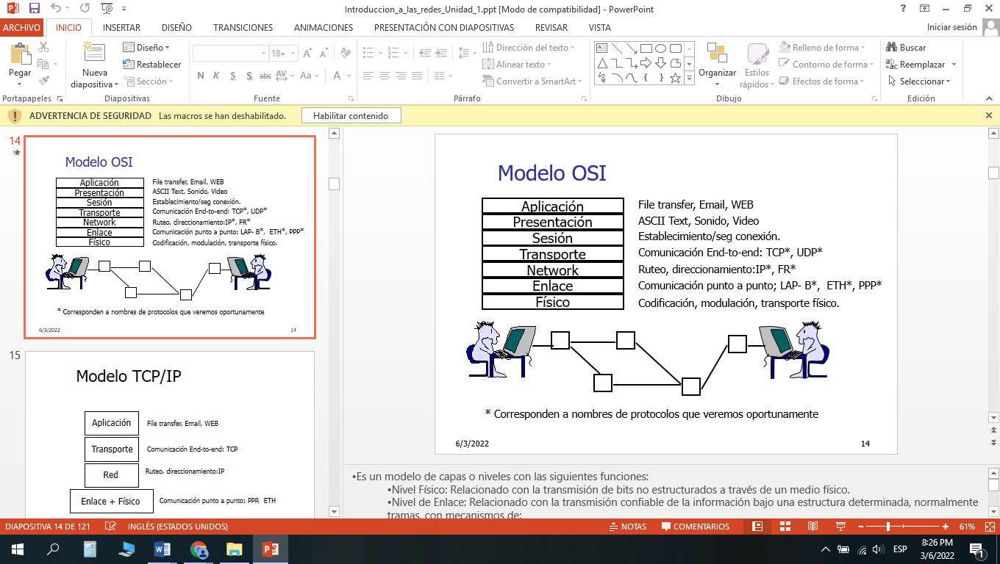 Introduccion_a_las_redes_Unidad_1.ppt [Modo de compatibilidad] - PowerPoint
ARCHIVO INICIO INSERTAR DISEÑO TRANSICIONES ANIMACIONES PRESENTACIÓN CON DIAPOSITIVAS REVISAR VISTA Iniciar sesión
Pegar
Nueva diapositiva
Diseño
Restablecer
Sección
18+
N K S S abc AV Aa A
Dirección del texto
Alinear texto
Convertir a SmartArt
Organizar
Estilos rápidos
Relleno de forma
Contorno de forma
Efectos de forma
Buscar
Reemplazar
Seleccionar
Portapapeles Diapositivas Fuente Párrafo Dibujo Edición
ADVERTENCIA DE SEGURIDAD Las macros se han deshabilitado. Habilitar contenido
14
Modelo OSI
Aplicación File transfer, Email, WEB
Presentación ASCII Text, Sonido, Video
Sesión Establecimiento/seg conexión.
Transporte Comunicación End-to-end: TCP*, UDP*
Network Ruteo, direccionamiento:IP*, FR*
Enlace Comunicación punto a punto; LAP- B*, ETH*, PPP*
Físico Codificación, modulación, transporte físico.
* Corresponden a nombres de protocolos que veremos oportunamente
6/3/2022 14
15
Modelo TCP/IP
Aplicación File transfer, Email, WEB
Transporte Comunicación End-to-end: TCP
Red Ruteo, direccionamiento:IP
Enlace + Físico Comunicación punto a punto; PPP, ETH
Modelo OSI
Aplicación File transfer, Email, WEB
Presentación ASCII Text, Sonido, Video
Sesión Establecimiento/seg conexión.
Transporte Comunicación End-to-end: TCP*, UDP*
Network Ruteo, direccionamiento:IP*, FR*
Enlace Comunicación punto a punto; LAP- B*, ETH*, PPP*
Físico Codificación, modulación, transporte físico.
* Corresponden a nombres de protocolos que veremos oportunamente
6/3/2022 14
•Es un modelo de capas o niveles con las siguientes funciones:
•Nivel Físico: Relacionado con la transmisión de bits no estructurados a través de un medio físico.
•Nivel de Enlace: Relacionado con la transmisión confiable de la información bajo una estructura determinada, normalmente
tramas, con mecanismos de:
DIAPOSITIVA 14 DE 121 INGLÉS (ESTADOS UNIDOS) NOTAS COMENTARIOS 61%
ESP
8:26 PM
3/6/2022
1